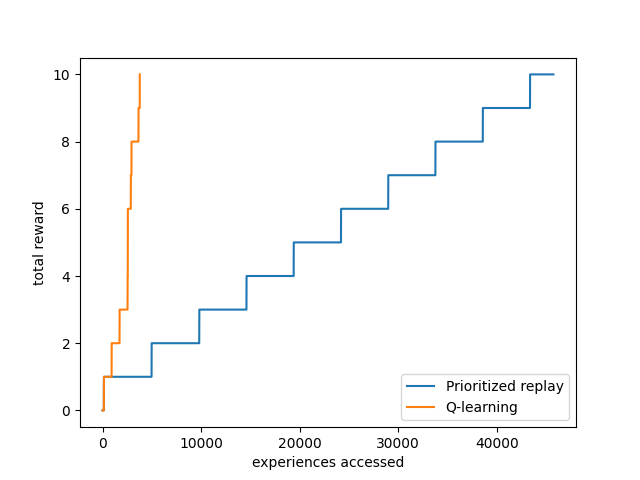 10
8
6
4
2
0
total reward
0 10000 20000 30000 40000
experiences accessed
Prioritized replay
Q-learning